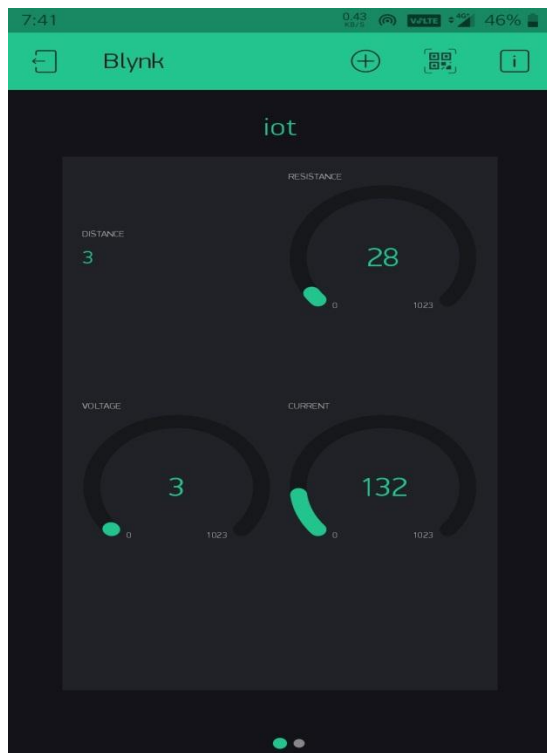 7:41 0.43 KB/S VoLTE 4G 46%
Blynk
iot
RESISTANCE
28
0 1023
DISTANCE
3
VOLTAGE
3
0 1023
CURRENT
132
0 1023